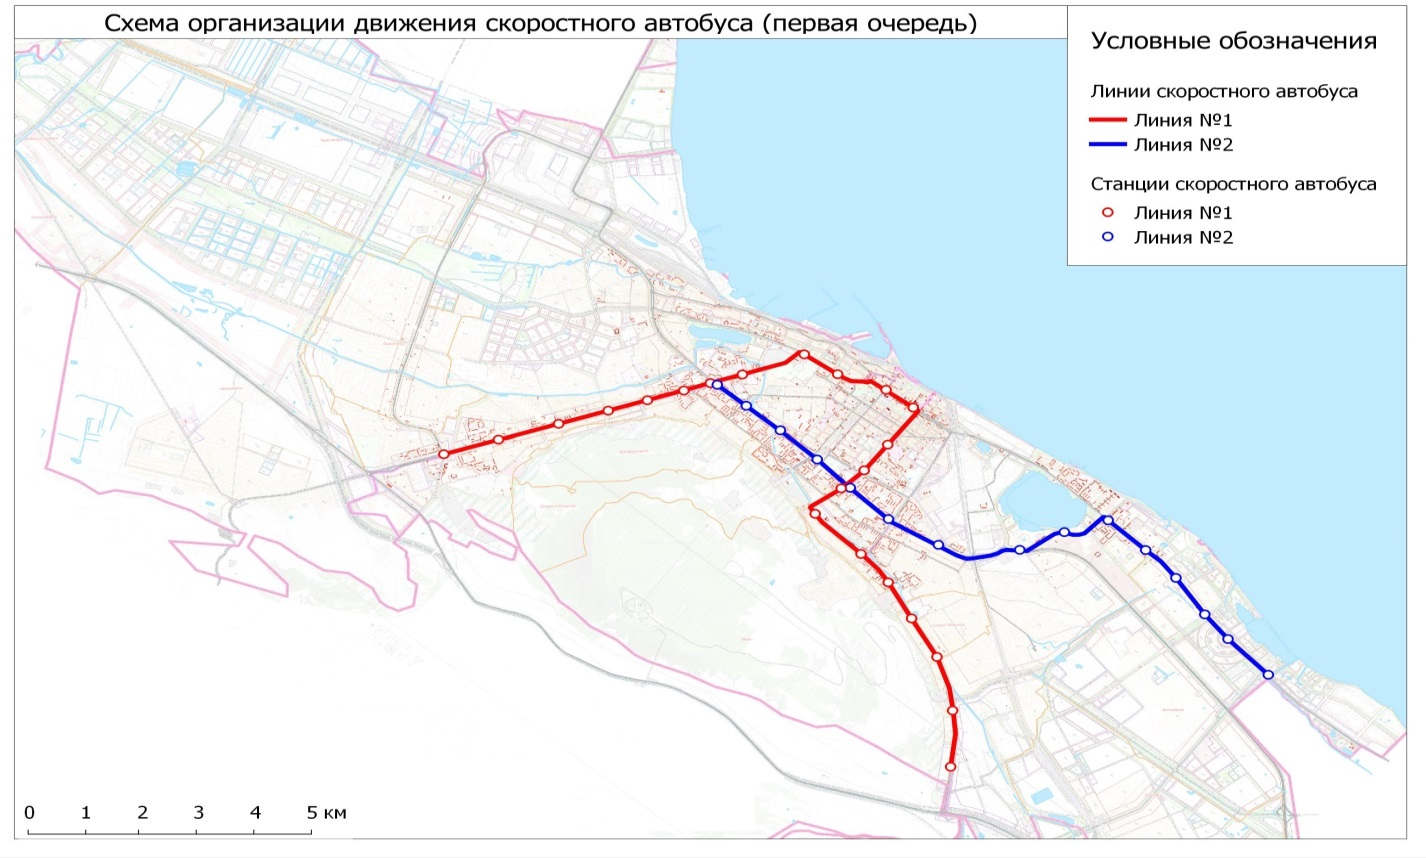 Схема организации движения скоростного автобуса (первая очередь)
Условные обозначения
Линии скоростного автобуса
Линия №1
Линия №2
Станции скоростного автобуса
Линия №1
Линия №2
0 1 2 3 4 5 км